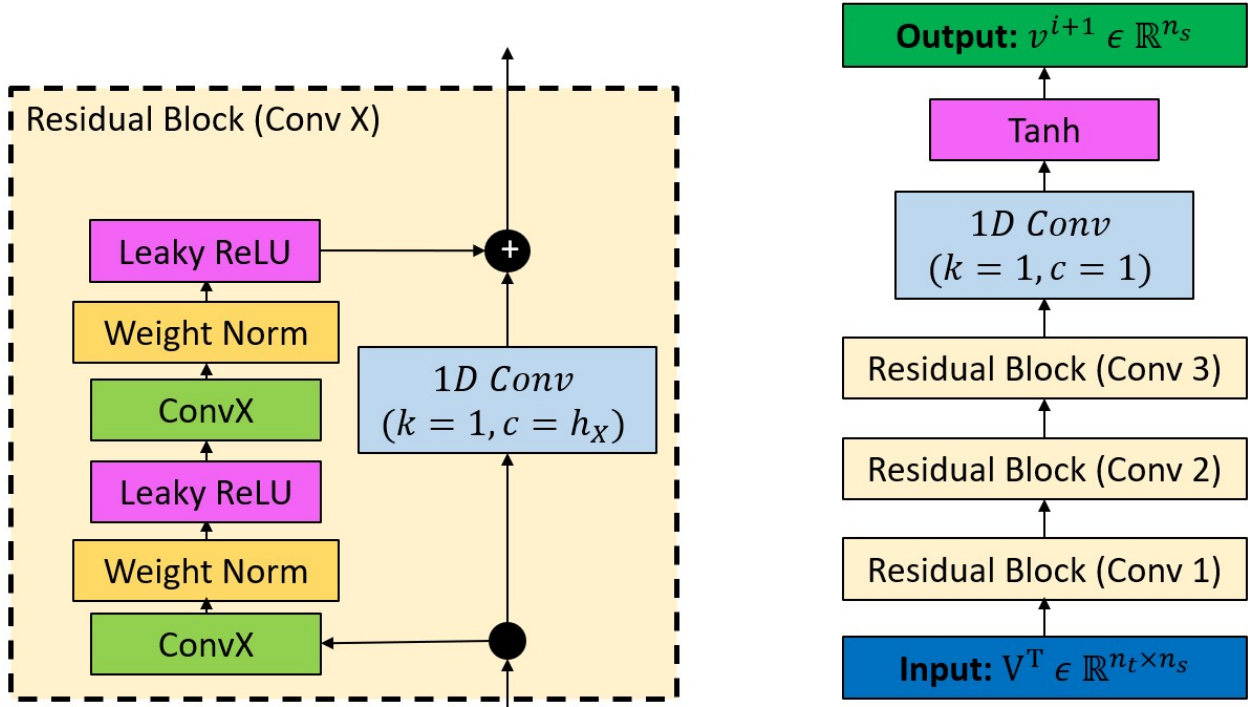 Residual Block (Conv X)
Leaky ReLU
+
Weight Norm
ConvX
1D Conv
(k = 1, c = h_X)
Leaky ReLU
Weight Norm
ConvX
Output: v^{i+1} ϵ ℝ^{n_s}
Tanh
1D Conv
(k = 1, c = 1)
Residual Block (Conv 3)
Residual Block (Conv 2)
Residual Block (Conv 1)
Input: V^T ϵ ℝ^{n_t×n_s}